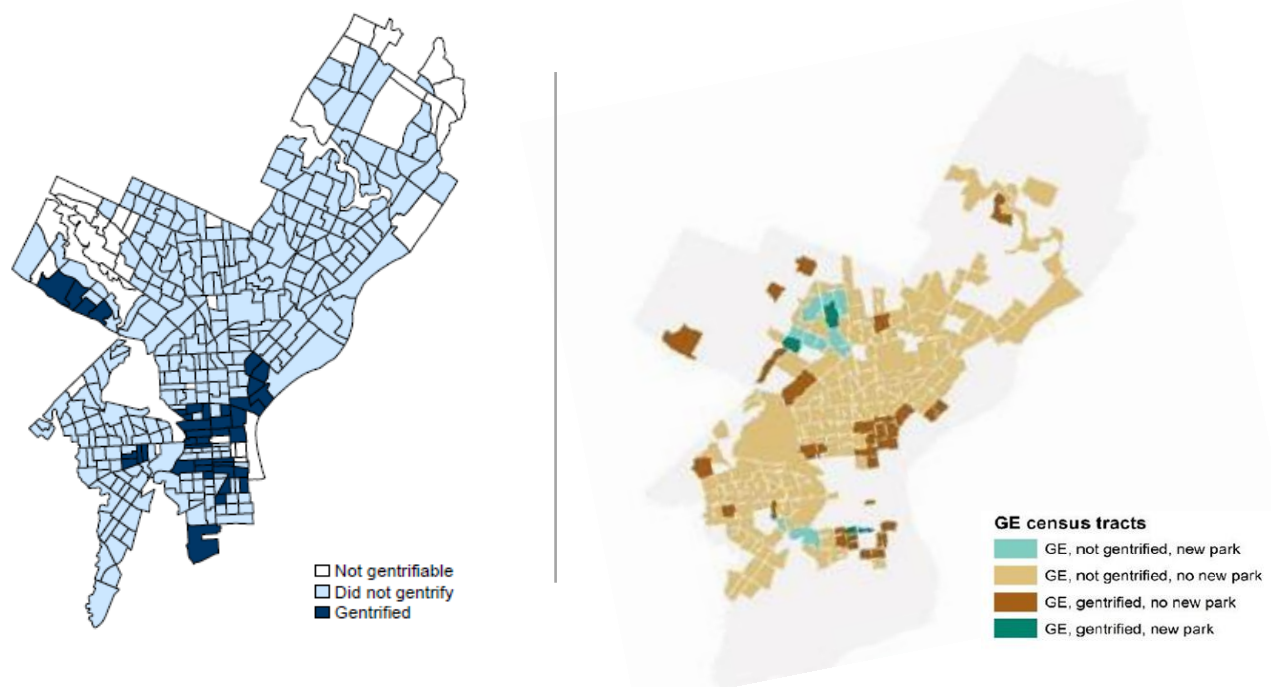 Not gentrifiable
Did not gentrify
Gentrified
GE census tracts
GE, not gentrified, new park
GE, not gentrified, no new park
GE, gentrified, no new park
GE, gentrified, new park